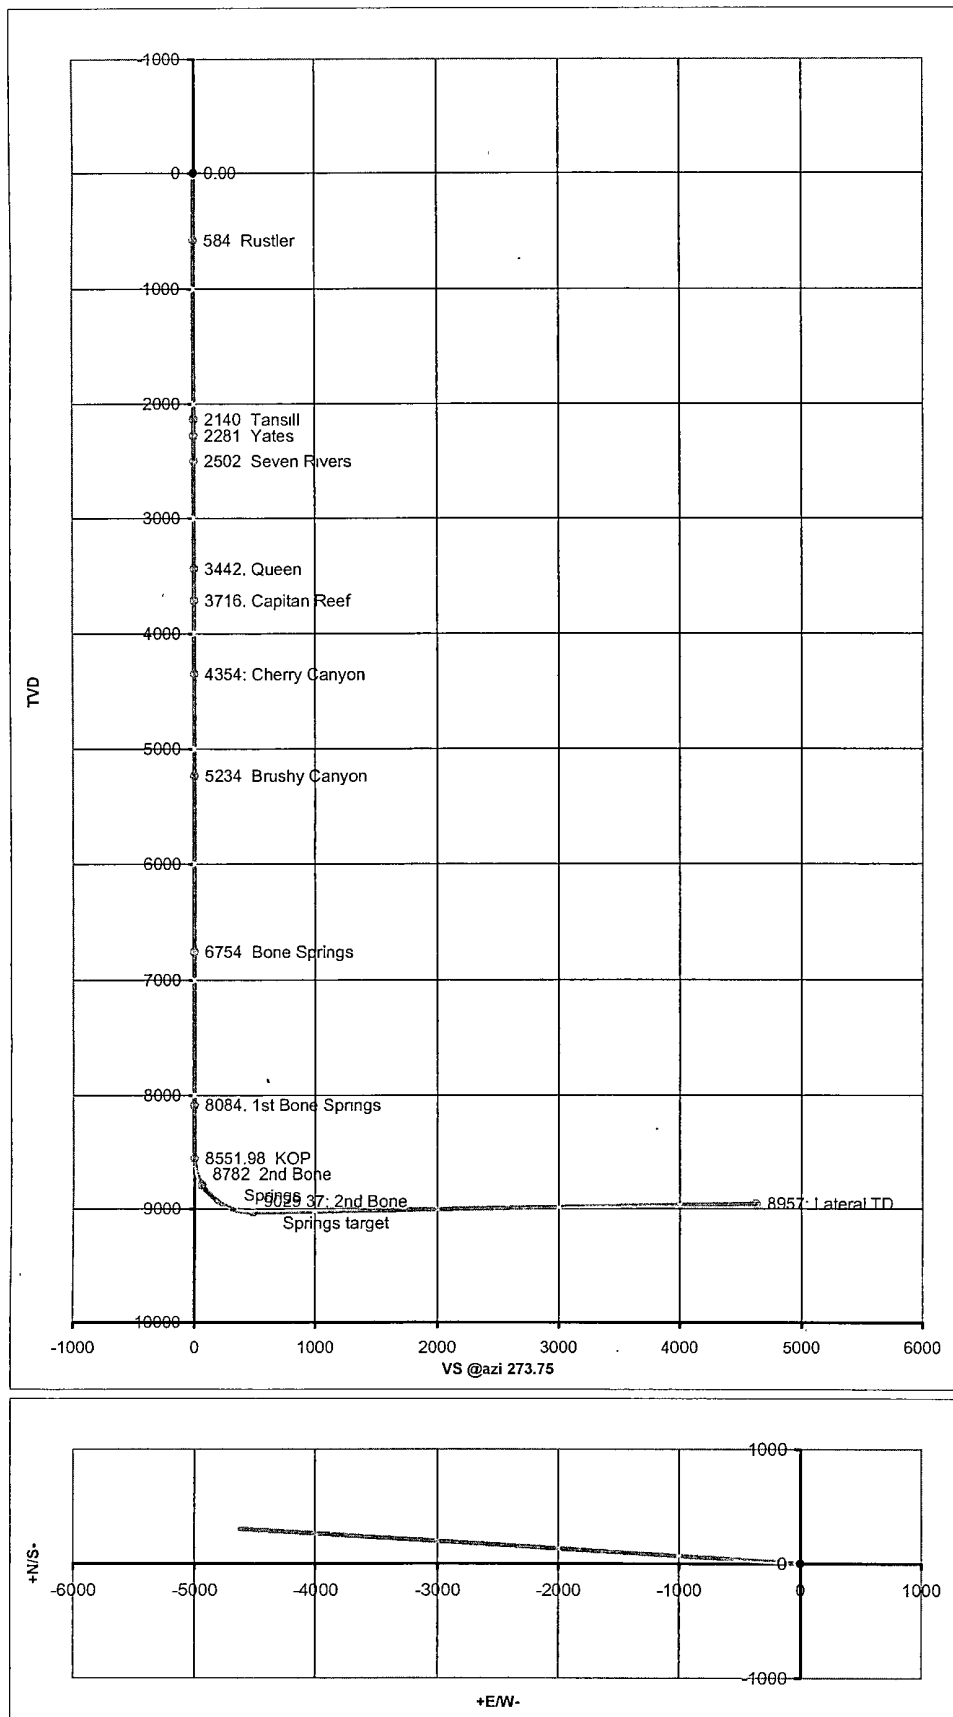 -1000
0
0.00
584 Rustler
1000
2000
2140 Tansill
2281 Yates
2502 Seven Rivers
3000
3442. Queen
3716. Capitan Reef
4000
4354: Cherry Canyon
TVD
5000
5234 Brushy Canyon
6000
6754 Bone Springs
7000
8000
8084. 1st Bone Springs
8551.98 KOP
8782 2nd Bone
Springs
37: 2nd Bone
Springs target
8957: Lateral TD
9000
10000
-1000 0 1000 2000 3000 4000 5000 6000
VS @azi 273.75
1000
+N/S-
0
-6000 -5000 -4000 -3000 -2000 -1000 0 1000
-1000
+E/W-